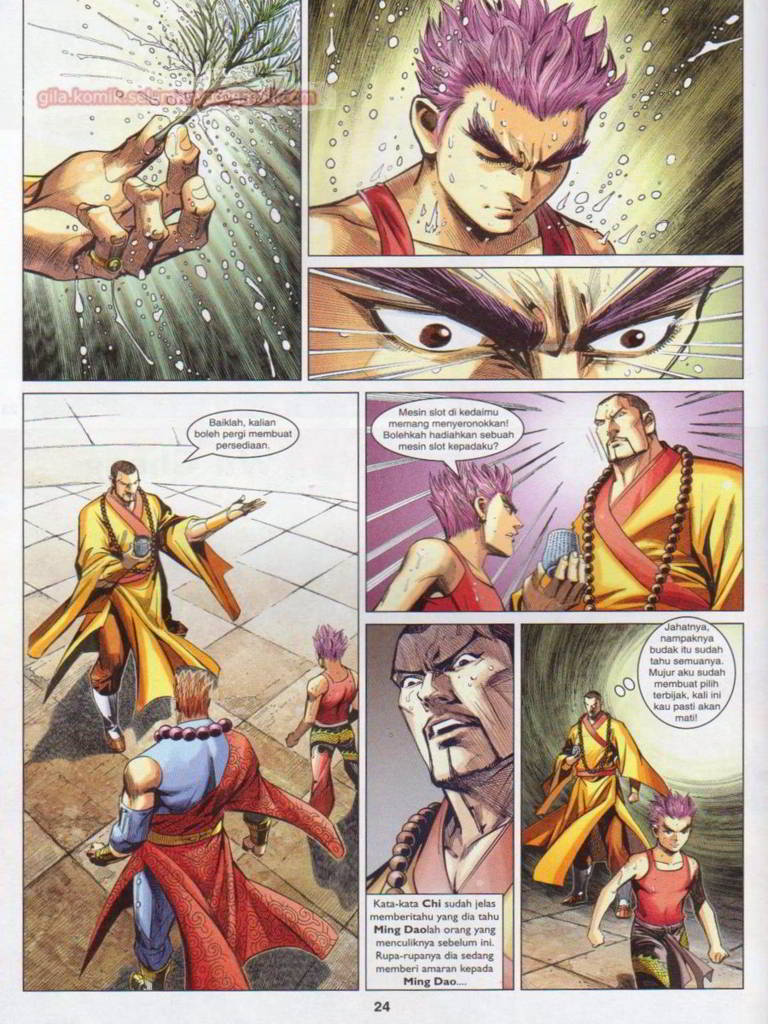 Baiklah, kalian
boleh pergi membuat
persediaan.
Mesin slot di kedaimu
memang menyeronokkan!
Bolehkah hadiahkan sebuah
mesin slot kepadaku?
Kata-kata Chi sudah jelas
memberitahu yang dia tahu
Ming Daolah orang yang
menculiknya sebelum ini.
Rupa-rupanya dia sedang
memberi amaran kepada
Ming Dao....
Jahatnya,
nampaknya
budak itu sudah
tahu semuanya.
Mujur aku sudah
membuat pilih
terbijak, kali ini
kau pasti akan
mati!
24